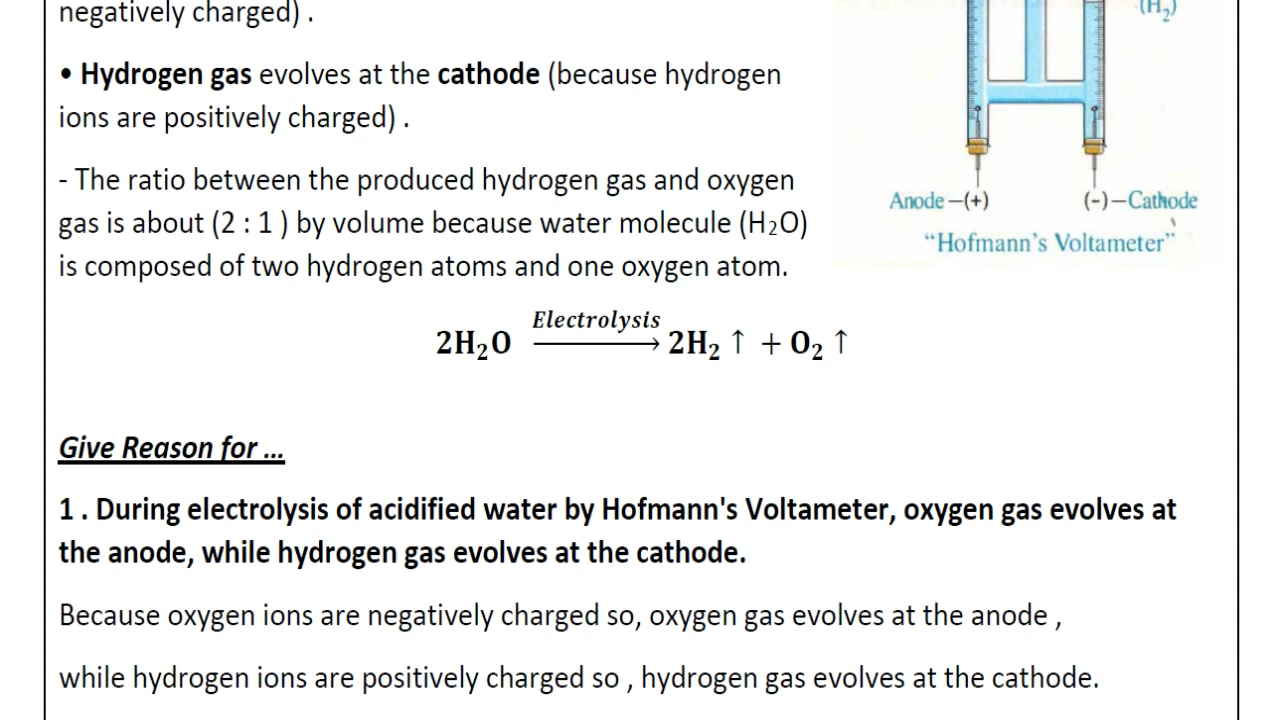 negatively charged) .
(H₂)
• Hydrogen gas evolves at the cathode (because hydrogen
ions are positively charged) .
- The ratio between the produced hydrogen gas and oxygen
gas is about (2 : 1 ) by volume because water molecule (H₂O)
is composed of two hydrogen atoms and one oxygen atom.
Anode—(+)
(-)—Cathode
“Hofmann's Voltameter”
Electrolysis
2H₂O ⟶ 2H₂ ↑ + O₂ ↑
Give Reason for ...
1 . During electrolysis of acidified water by Hofmann's Voltameter, oxygen gas evolves at
the anode, while hydrogen gas evolves at the cathode.
Because oxygen ions are negatively charged so, oxygen gas evolves at the anode ,
while hydrogen ions are positively charged so , hydrogen gas evolves at the cathode.